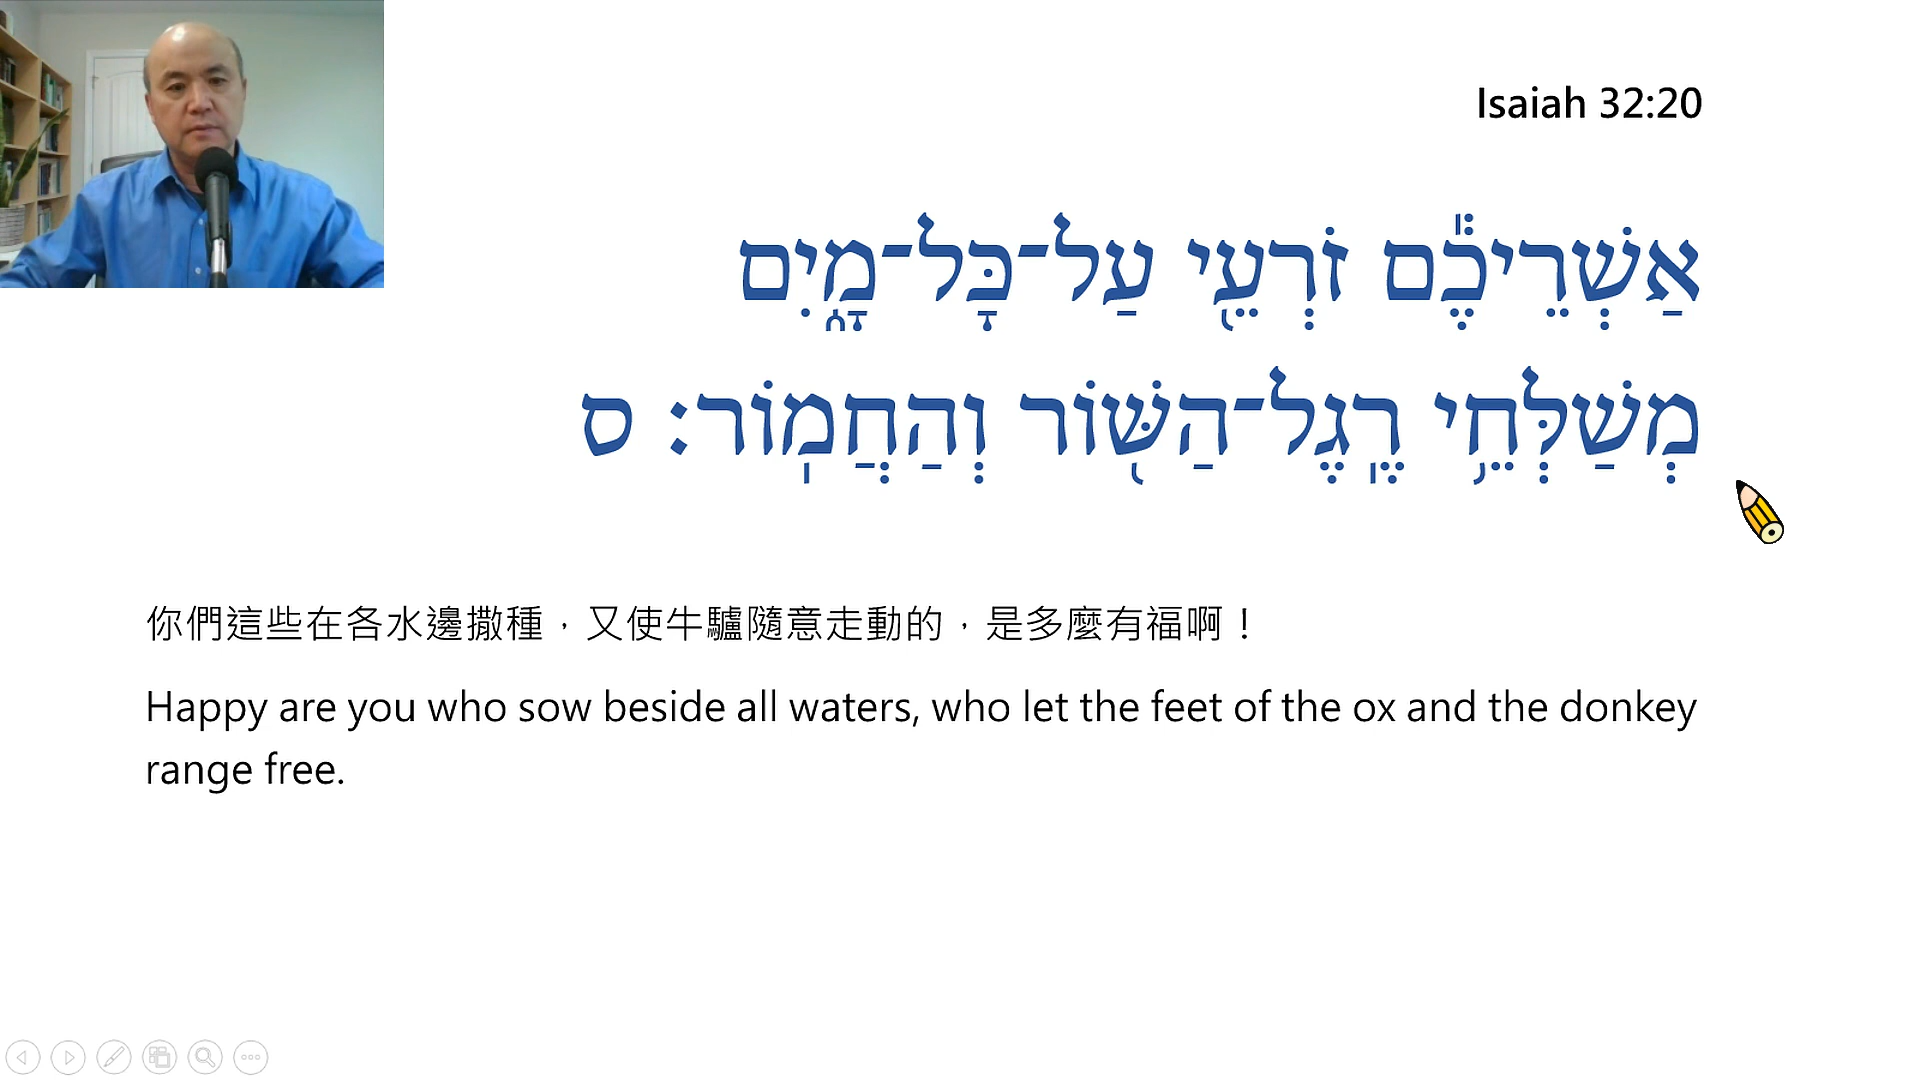 Isaiah 32:20
אַשְׁרֵיכֶ֕ם זֹרְעֵ֖י עַל־כָּל־מָ֑יִם
מְשַׁלְּחֵ֥י רֶֽגֶל־הַשּׁ֖וֹר וְהַחֲמֽוֹר׃ ס
你們這些在各水邊撒種，又使牛驢隨意走動的，是多麼有福啊！
Happy are you who sow beside all waters, who let the feet of the ox and the donkey
range free.